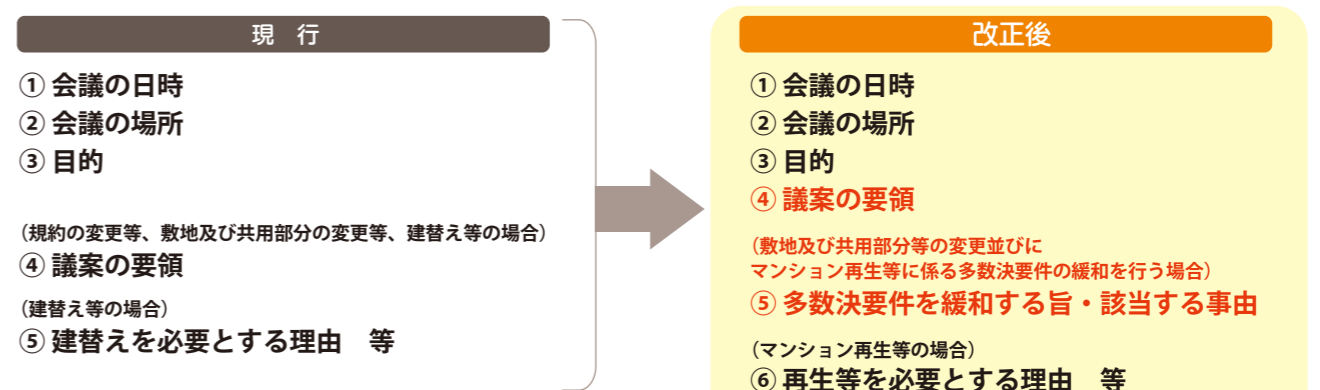 現 行
① 会議の日時
② 会議の場所
③ 目的
（規約の変更等、敷地及び共用部分の変更等、建替え等の場合）
④ 議案の要領
（建替え等の場合）
⑤ 建替えを必要とする理由　等
改正後
① 会議の日時
② 会議の場所
③ 目的
④ 議案の要領
（敷地及び共用部分等の変更並びに
マンション再生等に係る多数決要件の緩和を行う場合）
⑤ 多数決要件を緩和する旨・該当する事由
（マンション再生等の場合）
⑥ 再生等を必要とする理由　等